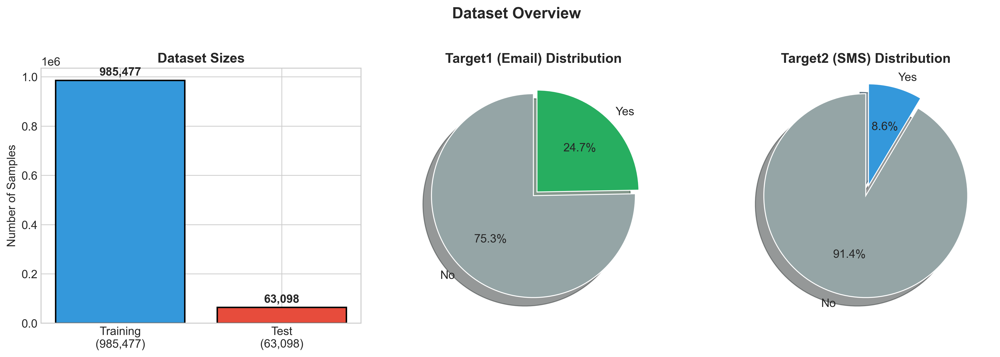 Dataset Overview
Dataset Sizes
1e6
985,477
1.0
0.8
0.6
0.4
0.2
0.0
Number of Samples
63,098
Training
(985,477)
Test
(63,098)
Target1 (Email) Distribution
Yes
24.7%
75.3%
No
Target2 (SMS) Distribution
Yes
8.6%
91.4%
No